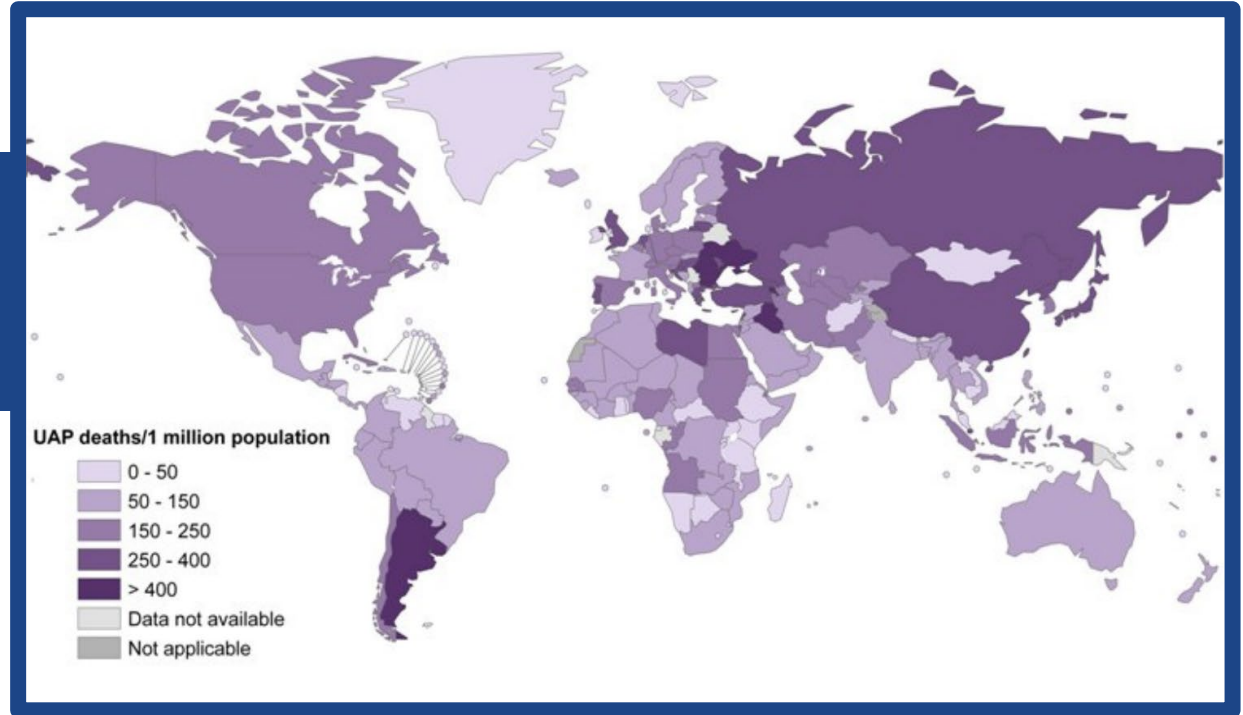 UAP deaths/1 million population
0 - 50
50 - 150
150 - 250
250 - 400
> 400
Data not available
Not applicable